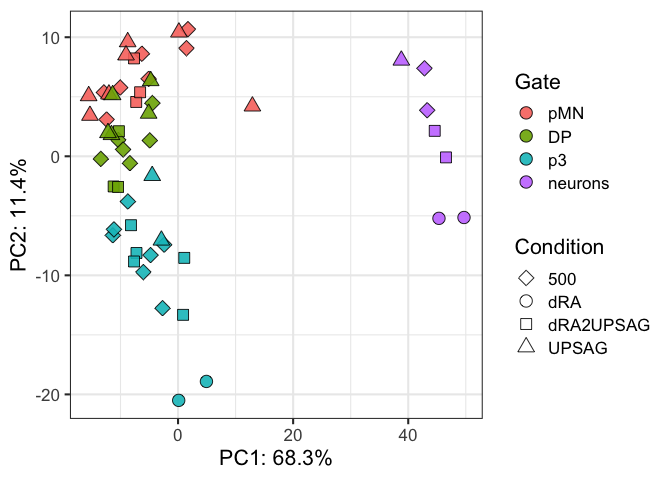 10
0
-10
-20
PC2: 11.4%
0
20
40
PC1: 68.3%
Gate
pMN
DP
p3
neurons
Condition
500
dRA
dRA2UPSAG
UPSAG